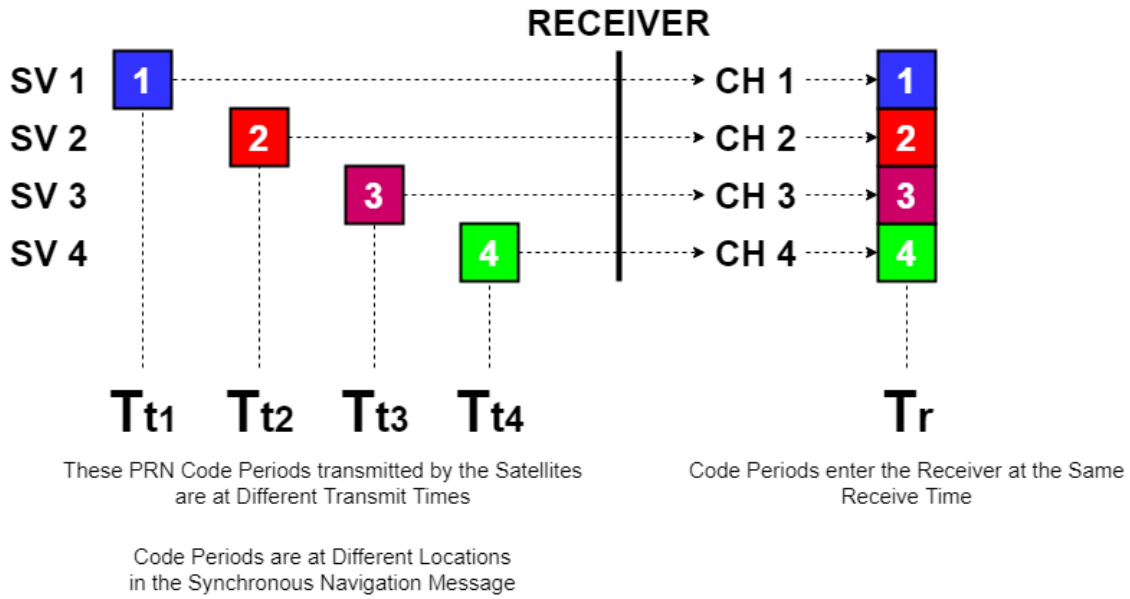 RECEIVER
SV 1 1 CH 1 1
SV 2 2 CH 2 2
SV 3 3 CH 3 3
SV 4 4 CH 4 4
Tt1 Tt2 Tt3 Tt4 Tr
These PRN Code Periods transmitted by the Satellites
are at Different Transmit Times
Code Periods enter the Receiver at the Same
Receive Time
Code Periods are at Different Locations
in the Synchronous Navigation Message